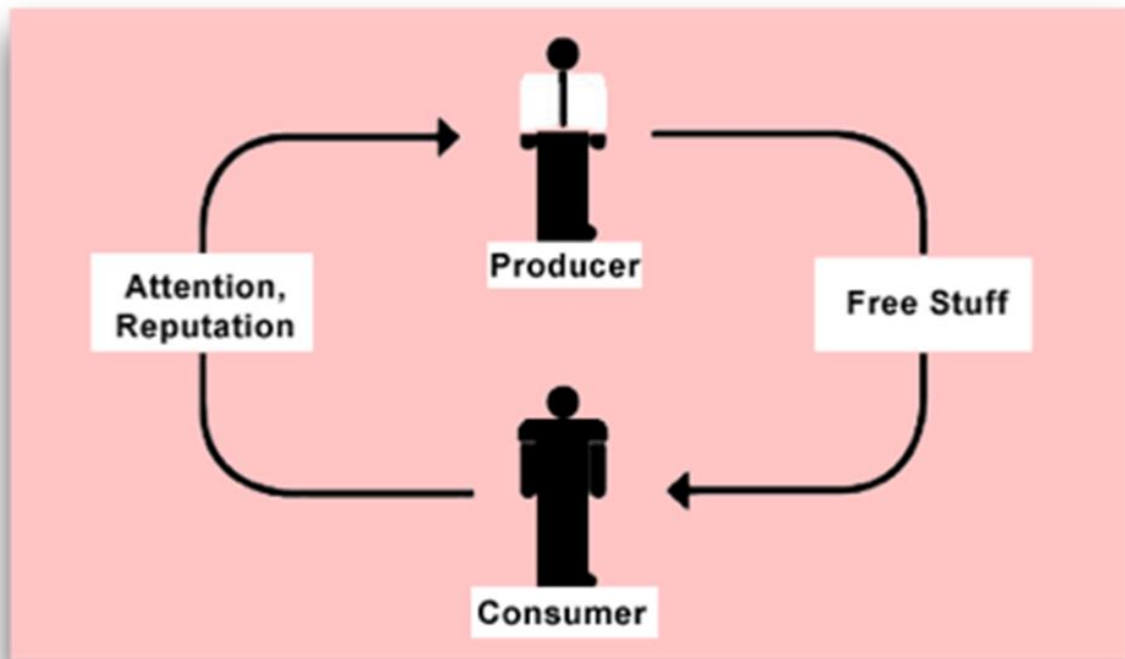 Producer
Attention,
Reputation
Free Stuff
Consumer